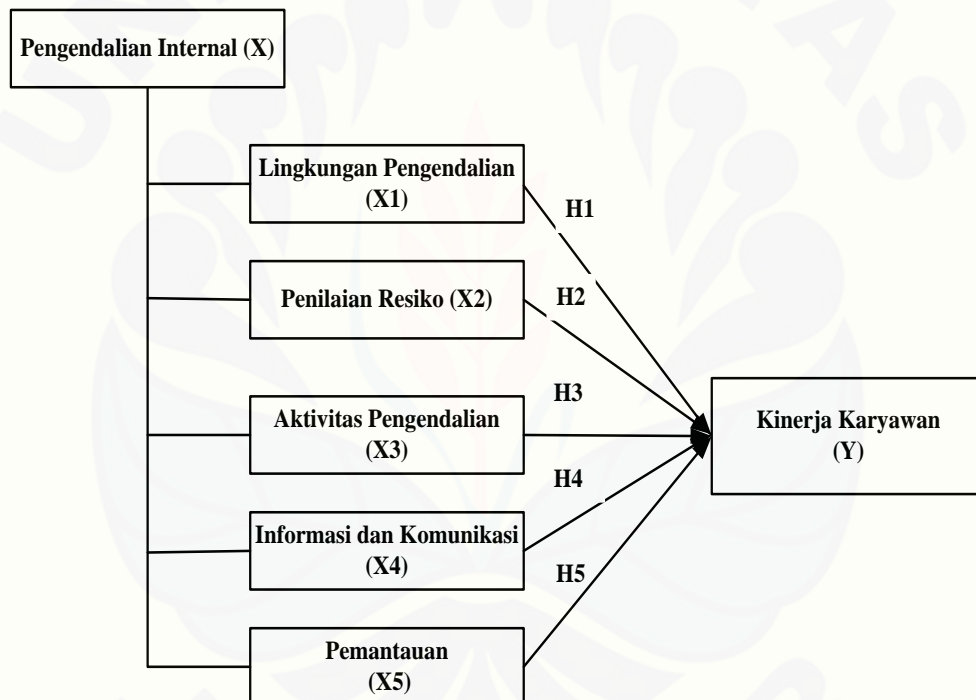 Pengendalian Internal (X)
Lingkungan Pengendalian
(X1)
H1
Penilaian Resiko (X2)
H2
H3
Aktivitas Pengendalian
(X3)
Kinerja Karyawan
(Y)
H4
Informasi dan Komunikasi
(X4)
H5
Pemantauan
(X5)